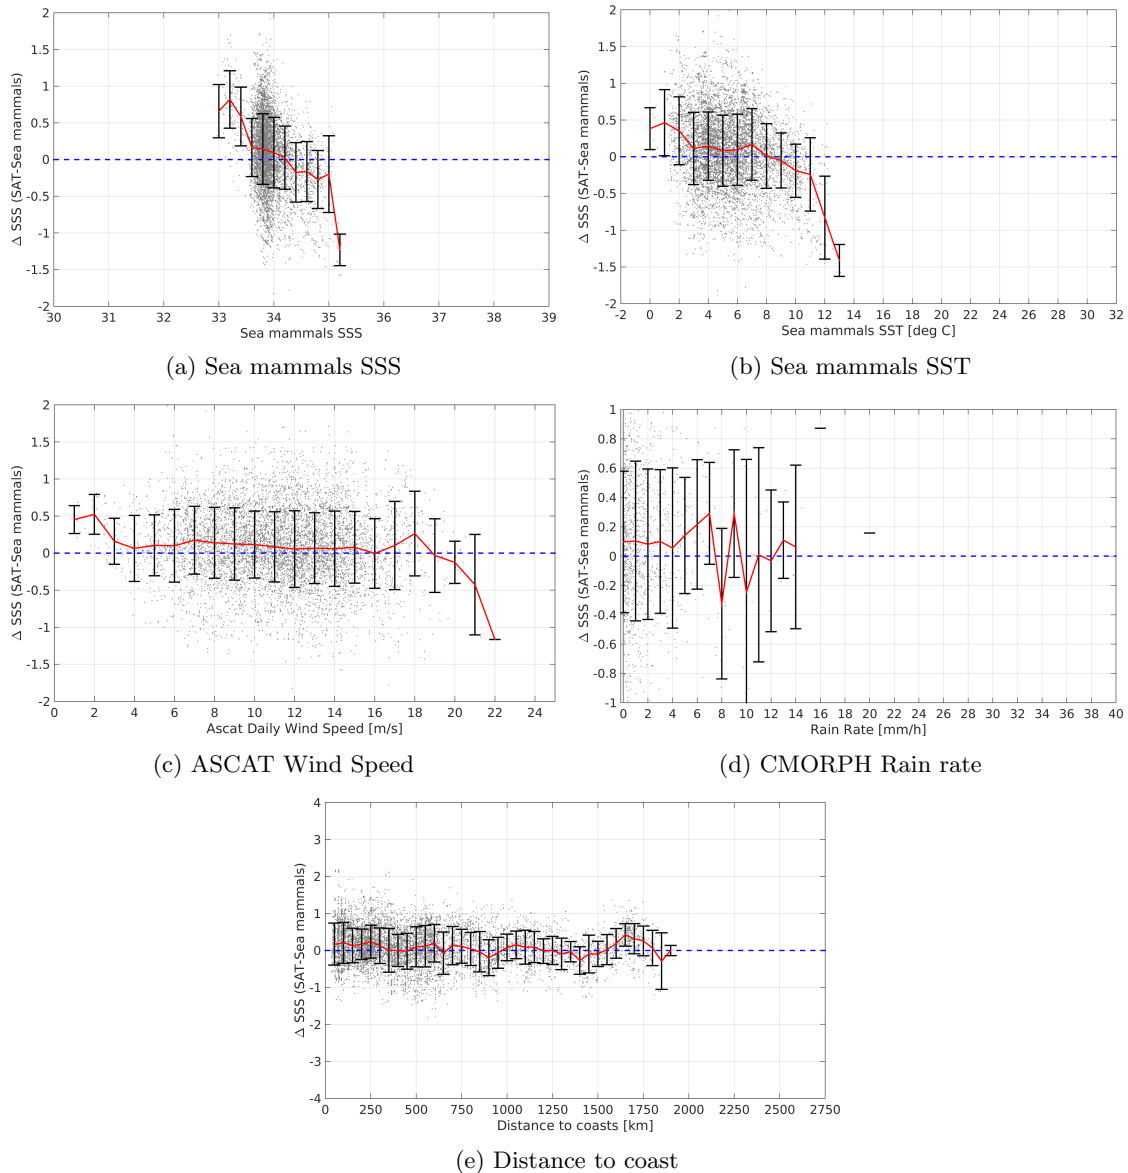 2
1.5
1
0.5
0
-0.5
-1
-1.5
-2
Δ SSS (SAT-Sea mammals)
30 31 32 33 34 35 36 37 38 39
Sea mammals SSS
(a) Sea mammals SSS
2
1.5
1
0.5
0
-0.5
-1
-1.5
-2
Δ SSS (SAT-Sea mammals)
-2 0 2 4 6 8 10 12 14 16 18 20 22 24 26 28 30 32
Sea mammals SST [deg C]
(b) Sea mammals SST
2
1.5
1
0.5
0
-0.5
-1
-1.5
-2
Δ SSS (SAT-Sea mammals)
0 2 4 6 8 10 12 14 16 18 20 22 24
Ascat Daily Wind Speed [m/s]
(c) ASCAT Wind Speed
1
0.8
0.6
0.4
0.2
0
-0.2
-0.4
-0.6
-0.8
-1
Δ SSS (SAT-Sea mammals)
0 2 4 6 8 10 12 14 16 18 20 22 24 26 28 30 32 34 36 38 40
Rain Rate [mm/h]
(d) CMORPH Rain rate
4
3
2
1
0
-1
-2
-3
-4
Δ SSS (SAT-Sea mammals)
0 250 500 750 1000 1250 1500 1750 2000 2250 2500 2750
Distance to coasts [km]
(e) Distance to coast